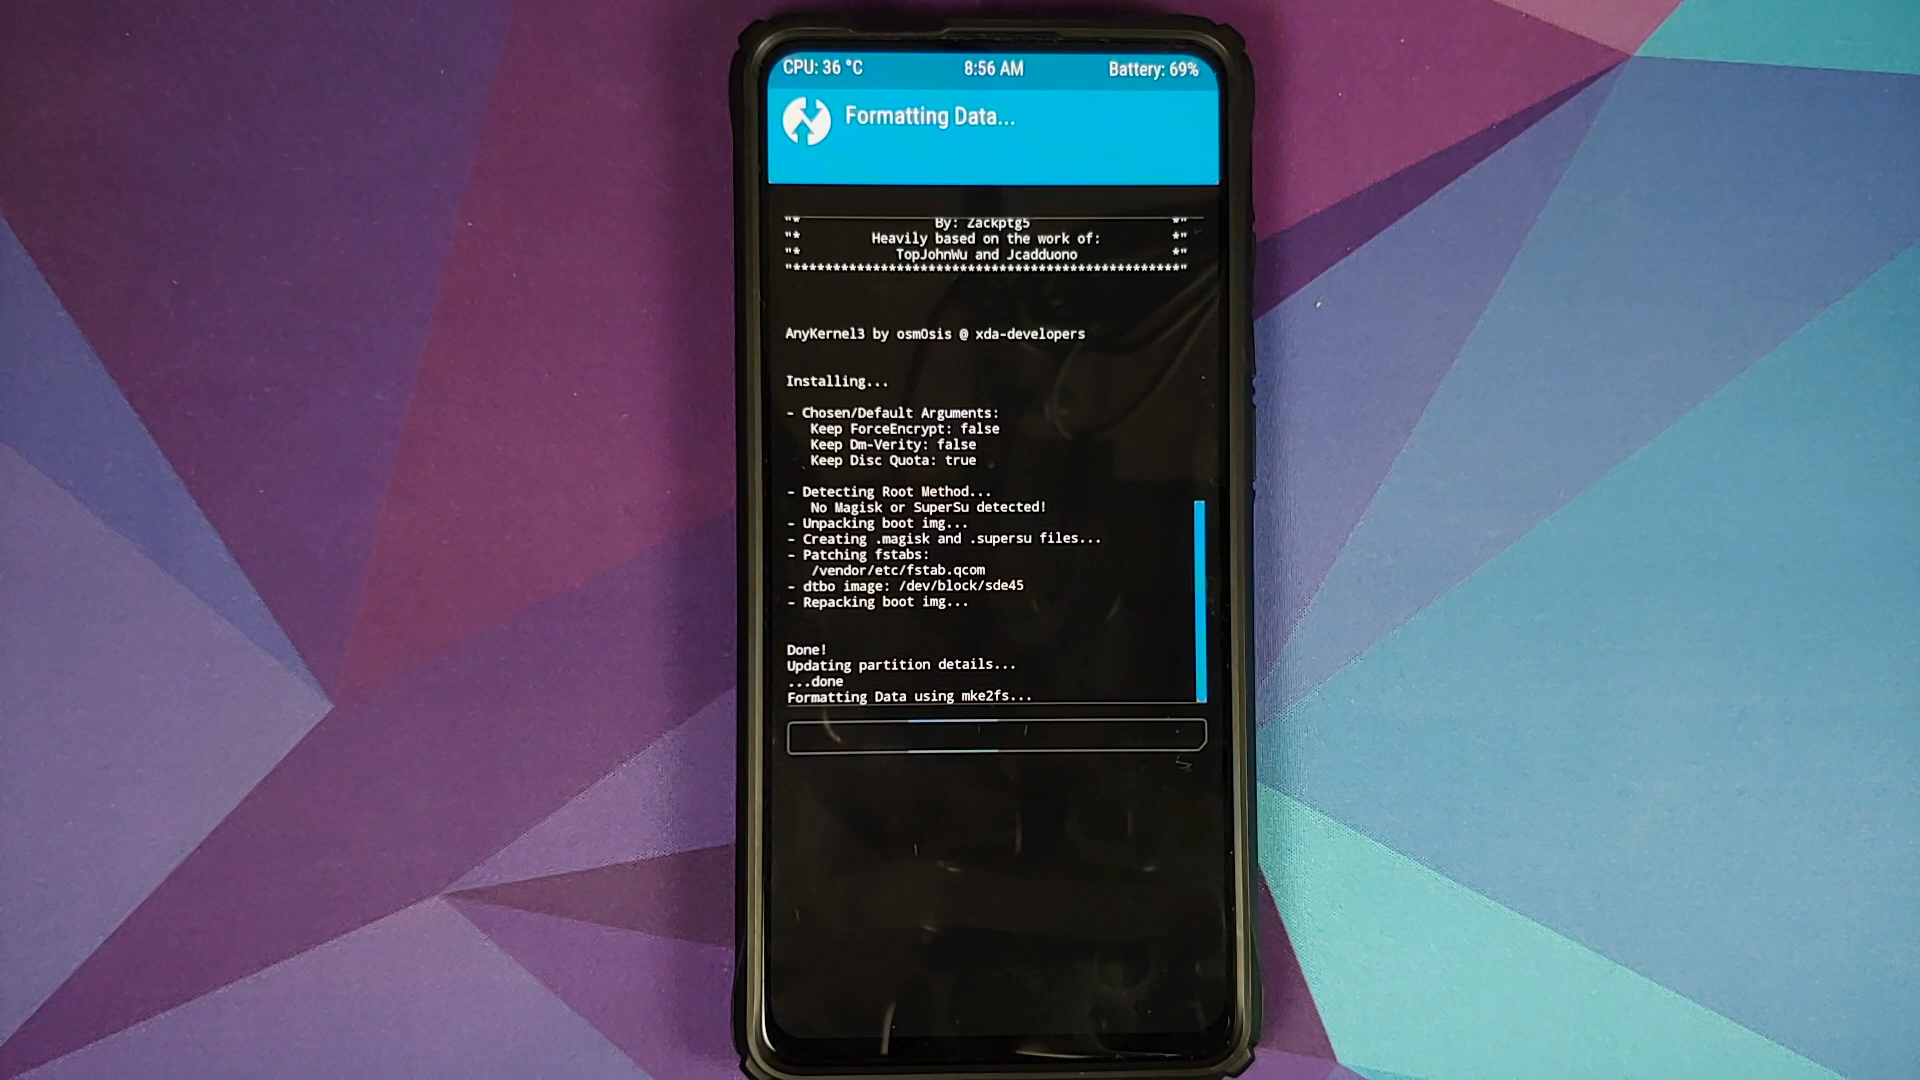 CPU: 36 °C 8:56 AM Battery: 69%
Formatting Data...
"* By: Zackptg5 *"
"* Heavily based on the work of: *"
"* TopJohnWu and Jcadduono *"
"*************************************************"
AnyKernel3 by osm0sis @ xda-developers
Installing...
- Chosen/Default Arguments:
Keep ForceEncrypt: false
Keep Dm-Verity: false
Keep Disc Quota: true
- Detecting Root Method...
No Magisk or SuperSu detected!
- Unpacking boot img...
- Creating .magisk and .supersu files...
- Patching fstabs:
/vendor/etc/fstab.qcom
- dtbo image: /dev/block/sde45
- Repacking boot img...
Done!
Updating partition details...
...done
Formatting Data using mke2fs...